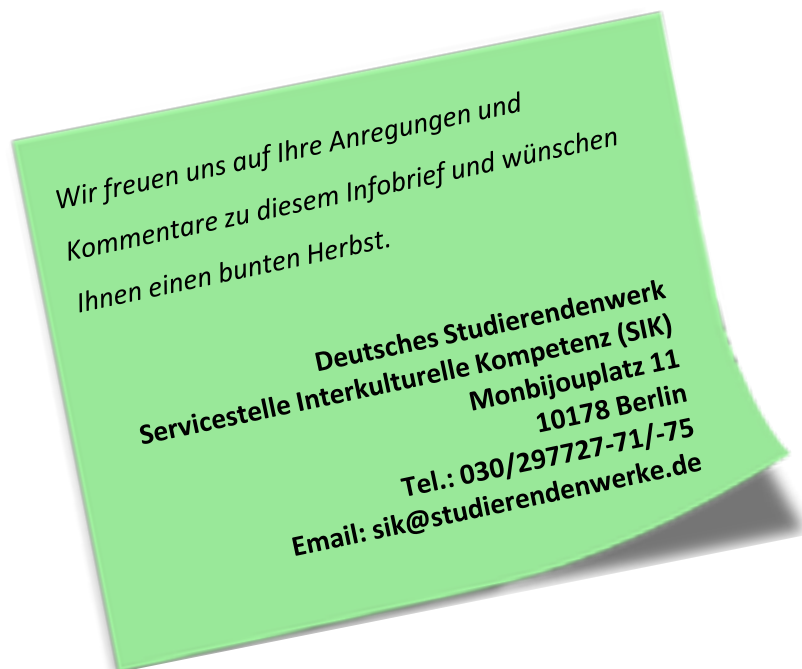 Wir freuen uns auf Ihre Anregungen und
Kommentare zu diesem Infobrief und wünschen
Ihnen einen bunten Herbst.
Deutsches Studierendenwerk
Servicestelle Interkulturelle Kompetenz (SIK)
Monbijouplatz 11
10178 Berlin
Tel.: 030/297727-71/-75
Email: sik@studierendenwerke.de